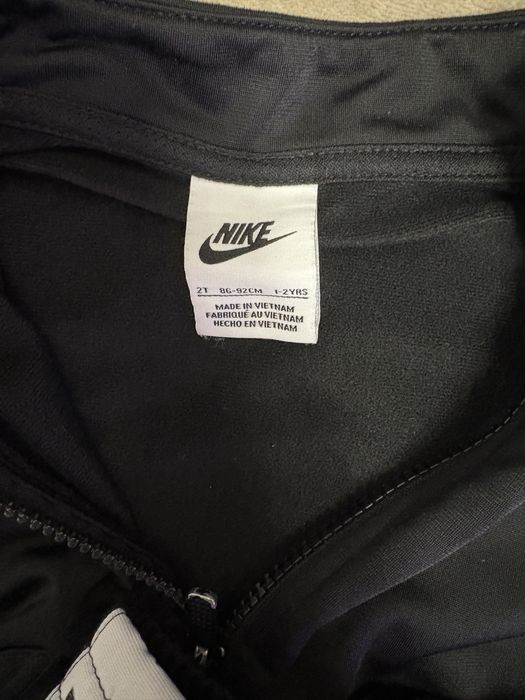 NIKE
2T 86-92CM 1-2YRS
MADE IN VIETNAM
FABRIQUÉ AU VIETNAM
HECHO EN VIETNAM